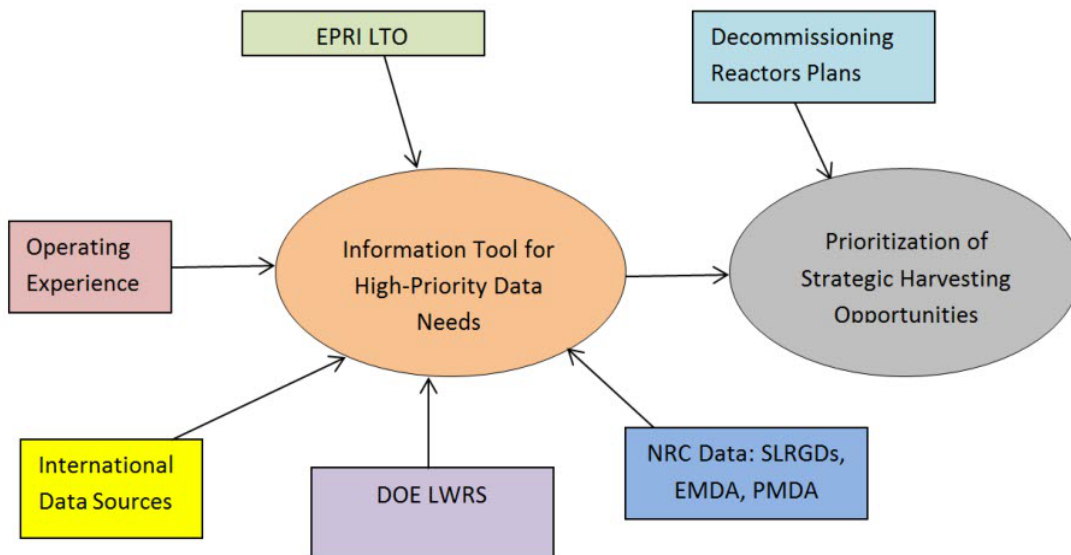 EPRI LTO
Decommissioning
Reactors Plans
Operating
Experience
Information Tool for
High-Priority Data
Needs
Prioritization of
Strategic Harvesting
Opportunities
International
Data Sources
DOE LWRS
NRC Data: SLRGDs,
EMDA, PMDA